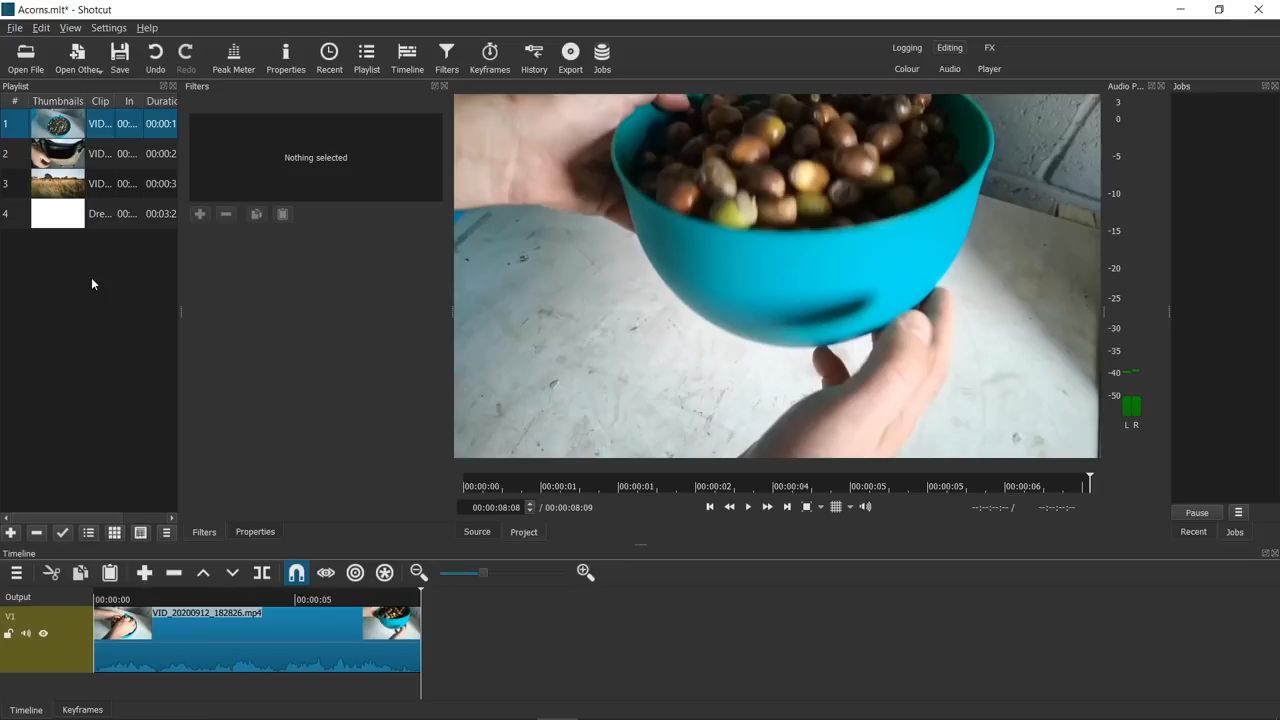 Acorns.mlt* - Shotcut
File Edit View Settings Help
Open File Open Other Save Undo Redo Peak Meter Properties Recent Playlist Timeline Filters Keyframes History Export Jobs
Logging Editing FX
Colour Audio Player
Playlist
# Thumbnails Clip In Duratic
1 VID... 00:... 00:00:1
2 VID... 00:... 00:00:2
3 VID... 00:... 00:00:3
4 Dre... 00:... 00:03:2
Filters
Nothing selected
Filters Properties
00:00:00 00:00:01 00:00:01 00:00:02 00:00:04 00:00:05 00:00:05 00:00:06
00:00:08:08 / 00:00:08:09
--:--:--:-- / --:--:--:--
Source Project
Audio P...
3
0
-5
-10
-15
-20
-25
-30
-35
-40
-50
L R
Jobs
Pause
Recent Jobs
Timeline
Output
00:00:00 00:00:05
V1
VID_20200912_182826.mp4
Timeline Keyframes